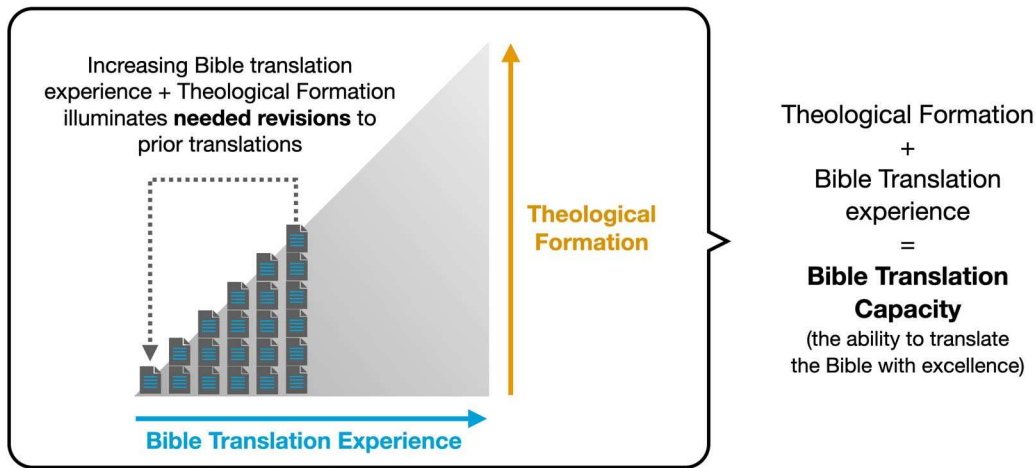 Increasing Bible translation
experience + Theological Formation
illuminates needed revisions to
prior translations
Theological
Formation
Bible Translation Experience
Theological Formation
+
Bible Translation
experience
=
Bible Translation
Capacity
(the ability to translate
the Bible with excellence)